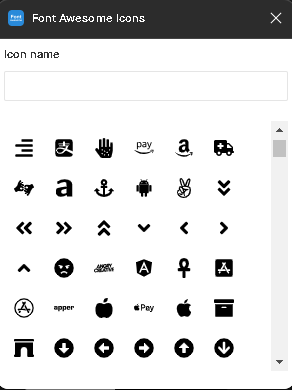 Font Awesome Icons
Icon name
pay
a
a
ANGRY
CREATIVE
A
apper
Pay